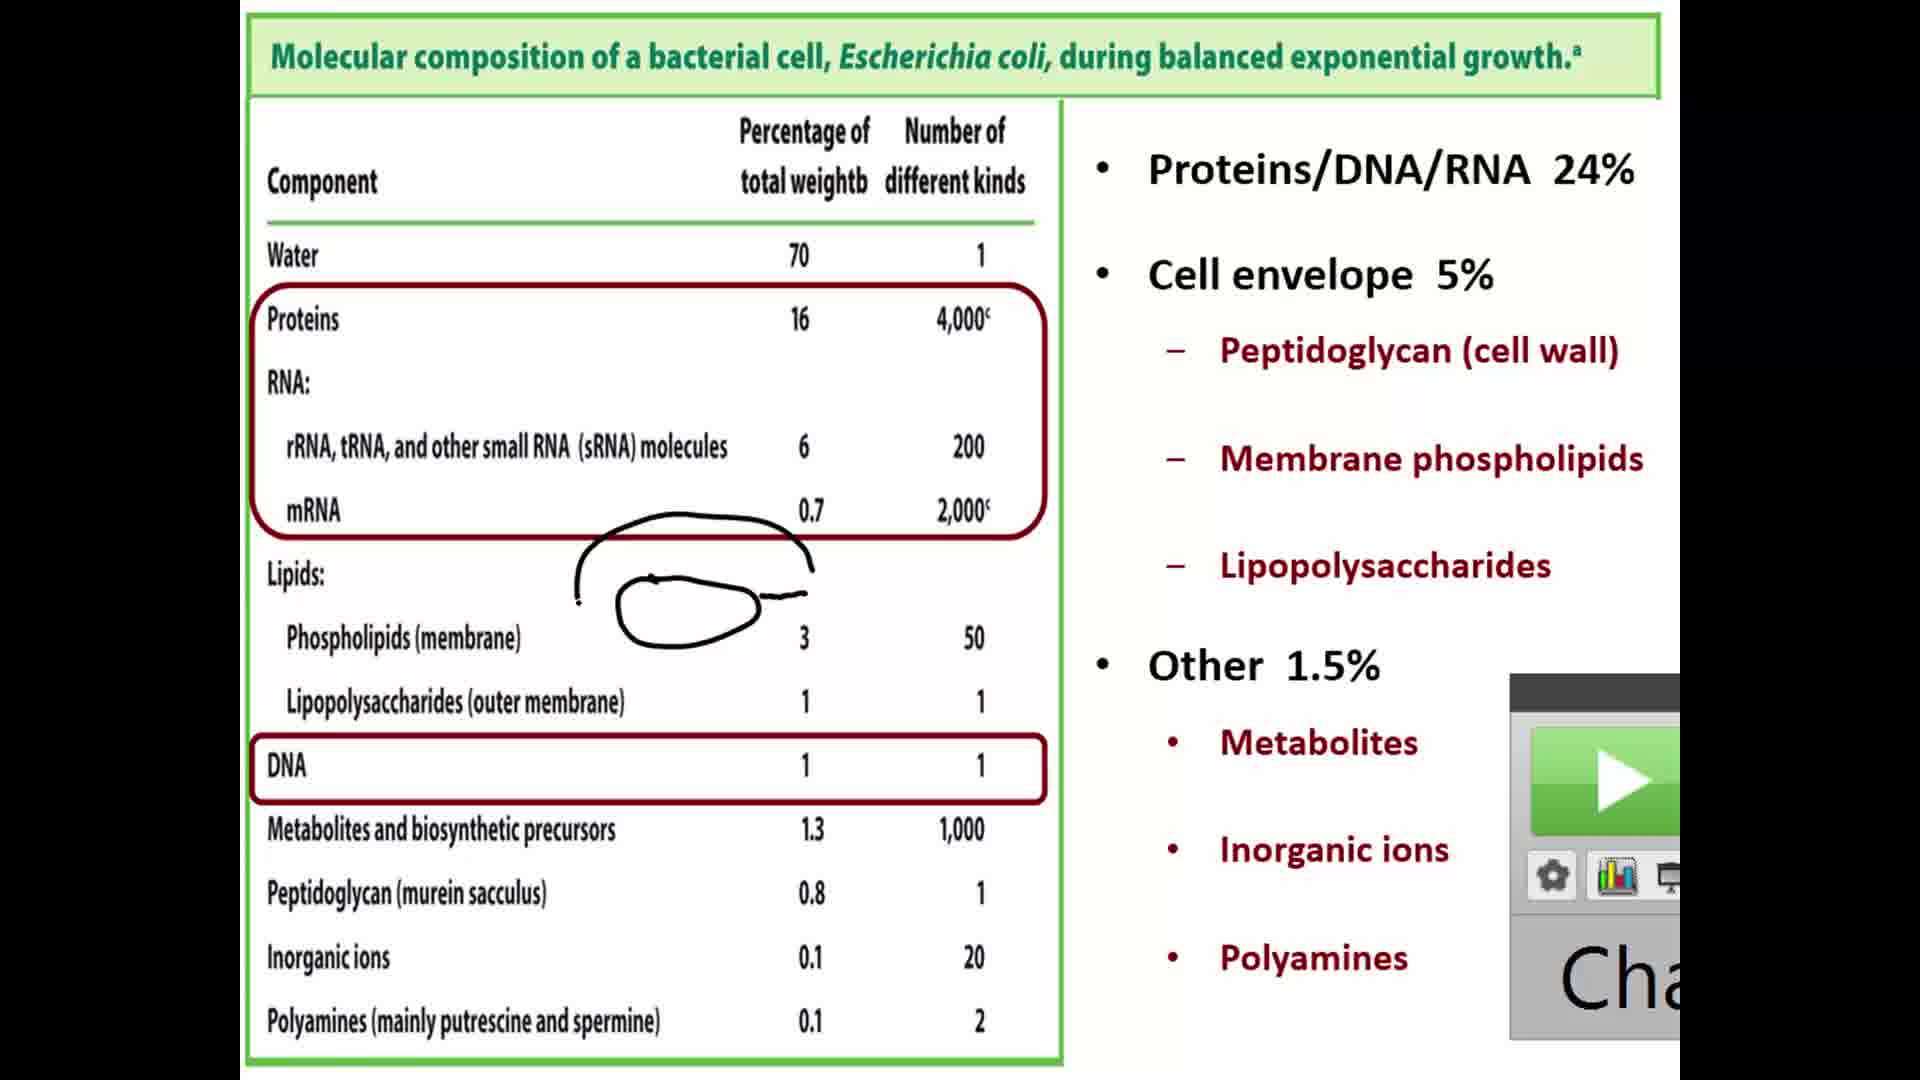 Molecular composition of a bacterial cell, Escherichia coli, during balanced exponential growth.ᵃ
Component Percentage of total weightb Number of different kinds
Water 70 1
Proteins 16 4,000ᶜ
RNA:
rRNA, tRNA, and other small RNA (sRNA) molecules 6 200
mRNA 0.7 2,000ᶜ
Lipids:
Phospholipids (membrane) 3 50
Lipopolysaccharides (outer membrane) 1 1
DNA 1 1
Metabolites and biosynthetic precursors 1.3 1,000
Peptidoglycan (murein sacculus) 0.8 1
Inorganic ions 0.1 20
Polyamines (mainly putrescine and spermine) 0.1 2
• Proteins/DNA/RNA 24%
• Cell envelope 5%
– Peptidoglycan (cell wall)
– Membrane phospholipids
– Lipopolysaccharides
• Other 1.5%
• Metabolites
• Inorganic ions
• Polyamines
Cha